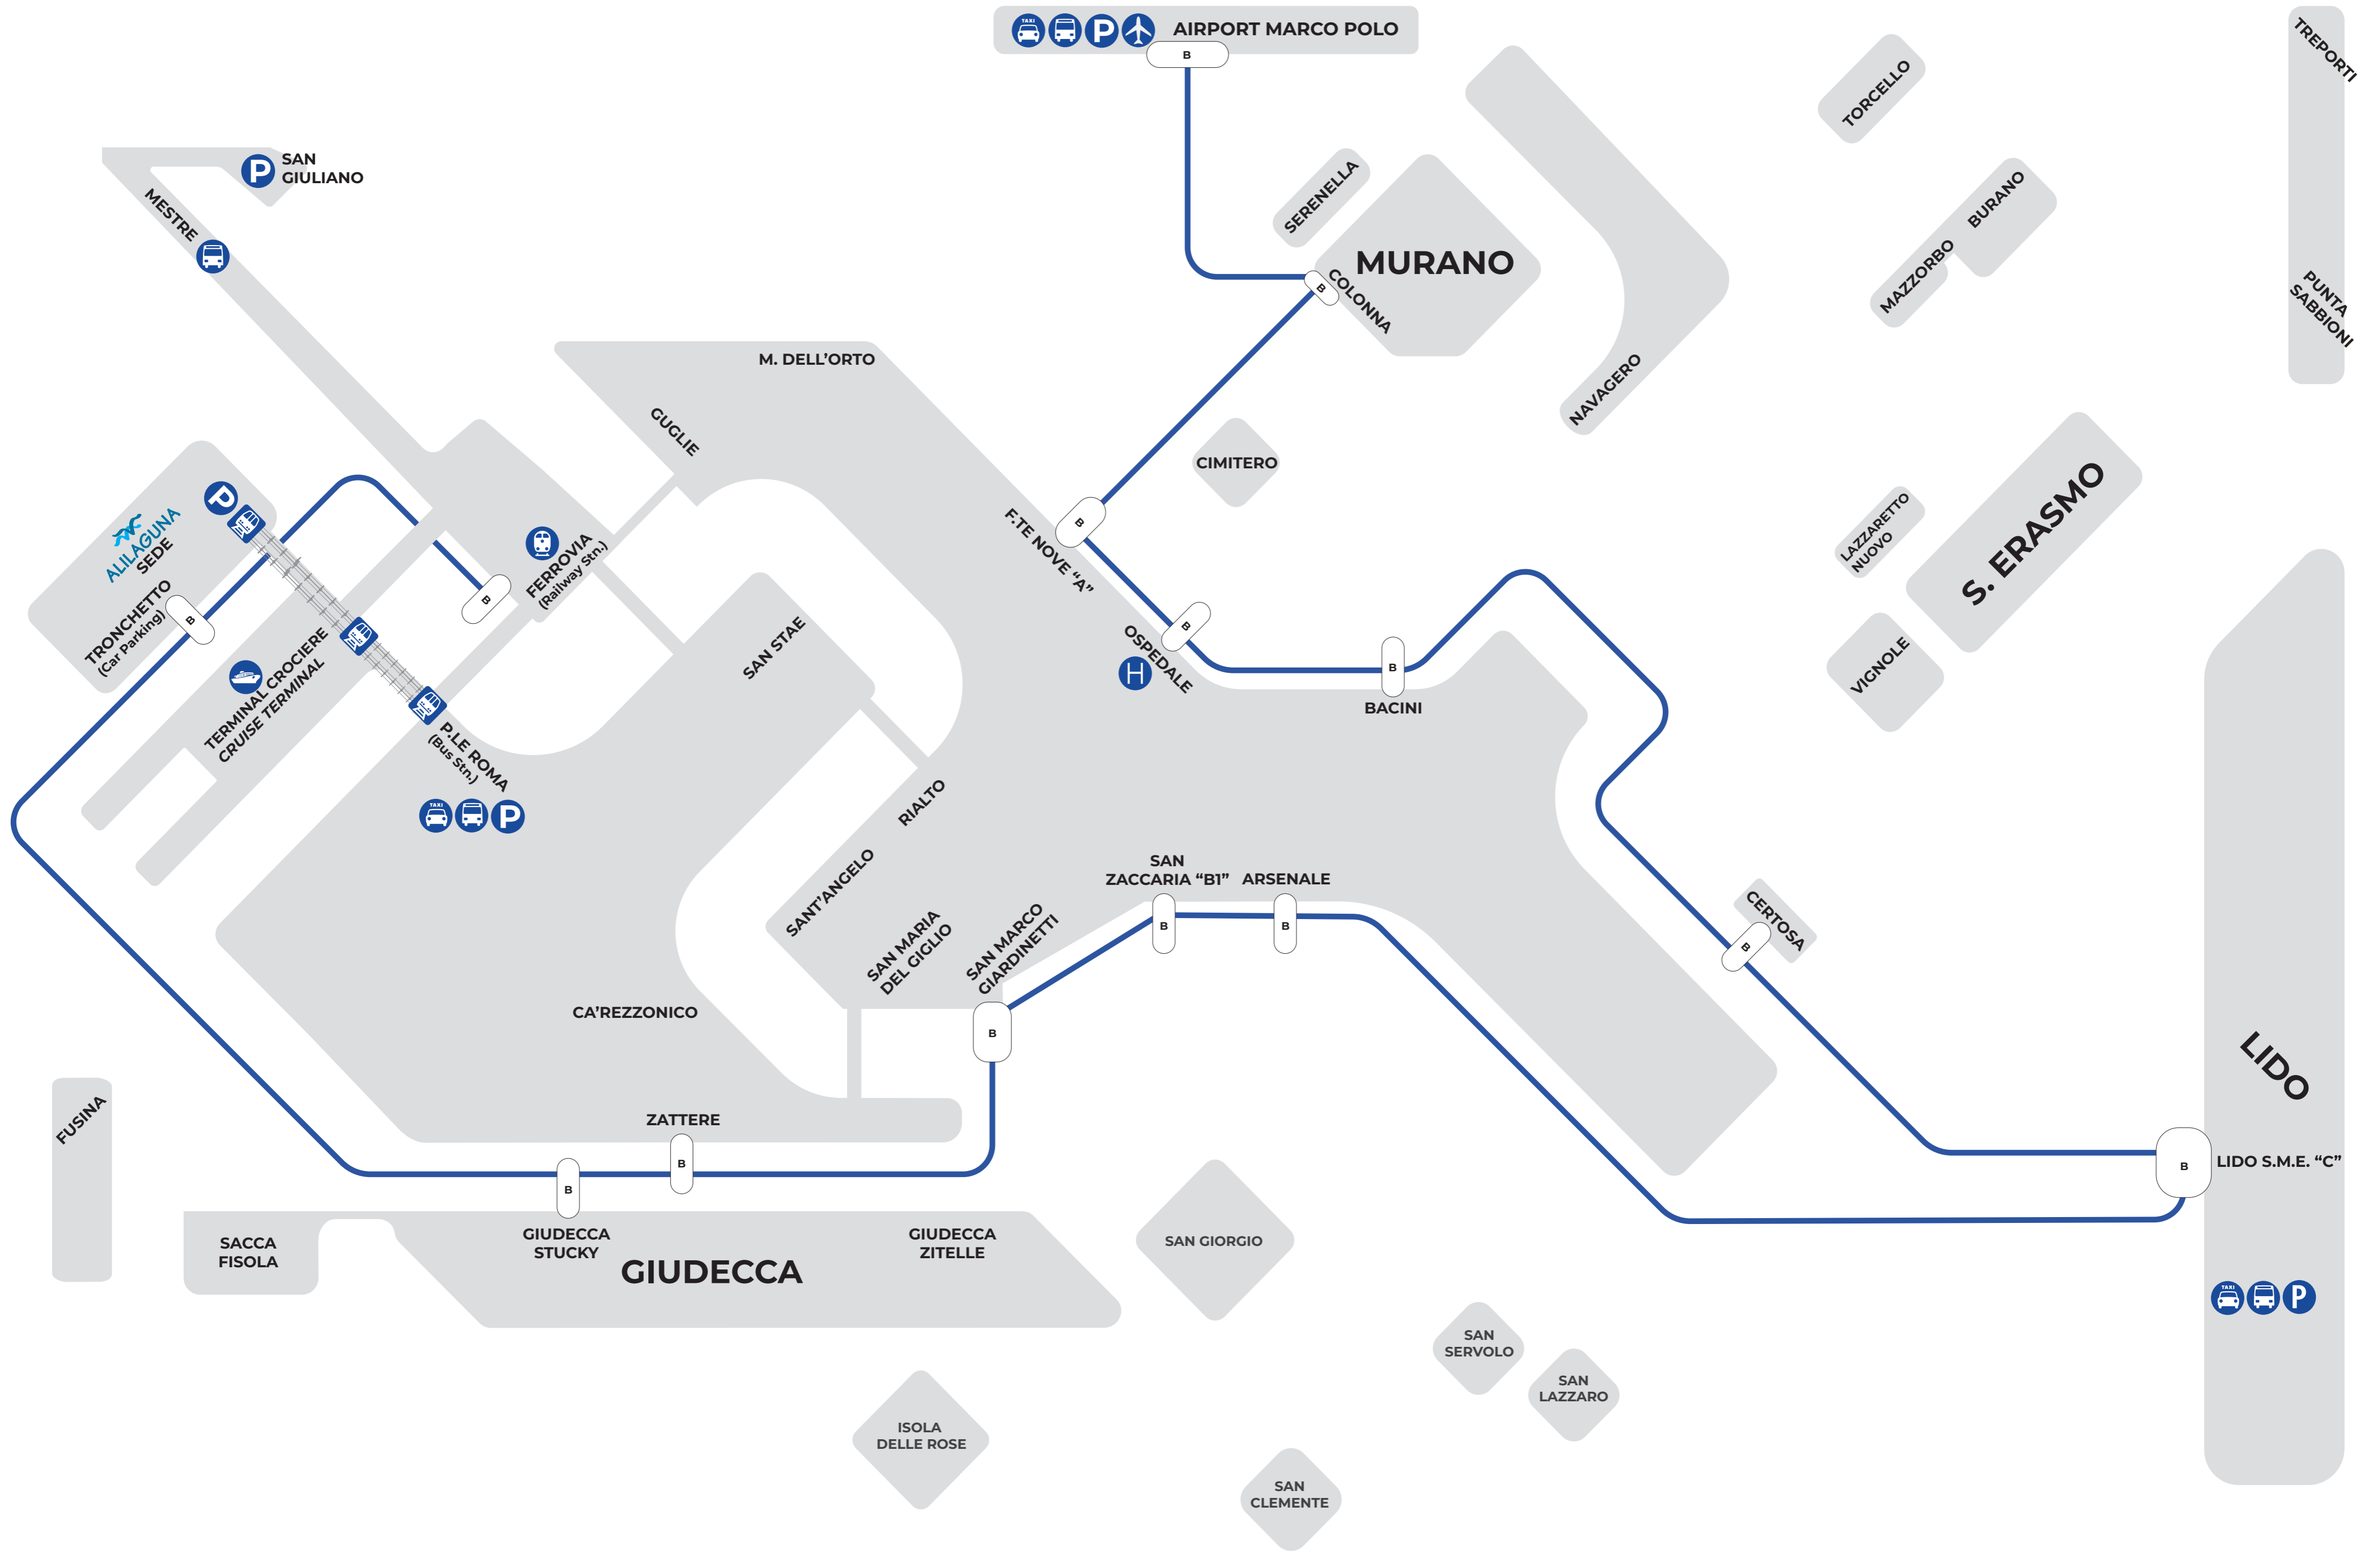 TAXI
P
AIRPORT MARCO POLO
B
TREPORTI
TORCELLO
P
SAN
GIULIANO
MESTRE
SERENELLA
MURANO
COLONNA
B
BURANO
MAZZORBO
PUNTA
SABBIONI
M. DELL’ORTO
GUGLIE
NAVAGERO
CIMITERO
P
ALILAGUNA
SEDE
TRONCHETTO
(Car Parking)
B
FERROVIA
(Railway Stn.)
B
F.TE NOVE “A”
B
LAZZARETTO
NUOVO
S. ERASMO
VIGNOLE
OSPEDALE
H
B
BACINI
B
TERMINAL CROCIERE
CRUISE TERMINAL
P.LE ROMA
(Bus Stn.)
TAXI
P
SAN STAE
RIALTO
SANT’ANGELO
SAN MARIA
DEL GIGLIO
SAN MARCO
GIARDINETTI
B
SAN
ZACCARIA “B1”
B
ARSENALE
B
CERTOSA
B
CA’REZZONICO
LIDO
LIDO S.M.E. “C”
B
FUSINA
ZATTERE
B
B
SACCA
FISOLA
GIUDECCA
STUCKY
GIUDECCA
GIUDECCA
ZITELLE
SAN GIORGIO
TAXI
P
SAN
SERVOLO
SAN
LAZZARO
ISOLA
DELLE ROSE
SAN
CLEMENTE